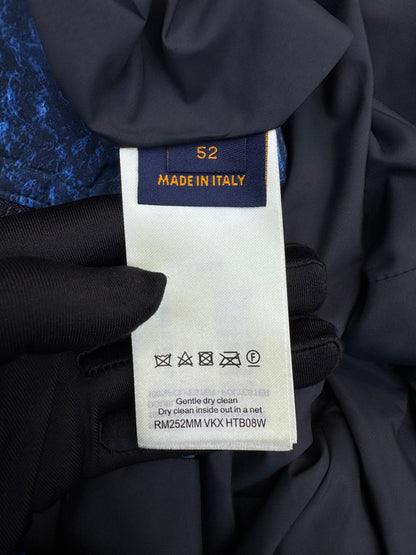 52
MADE IN ITALY
F
Gentle dry clean
Dry clean inside out in a net
RM252MM VKX HTB08W